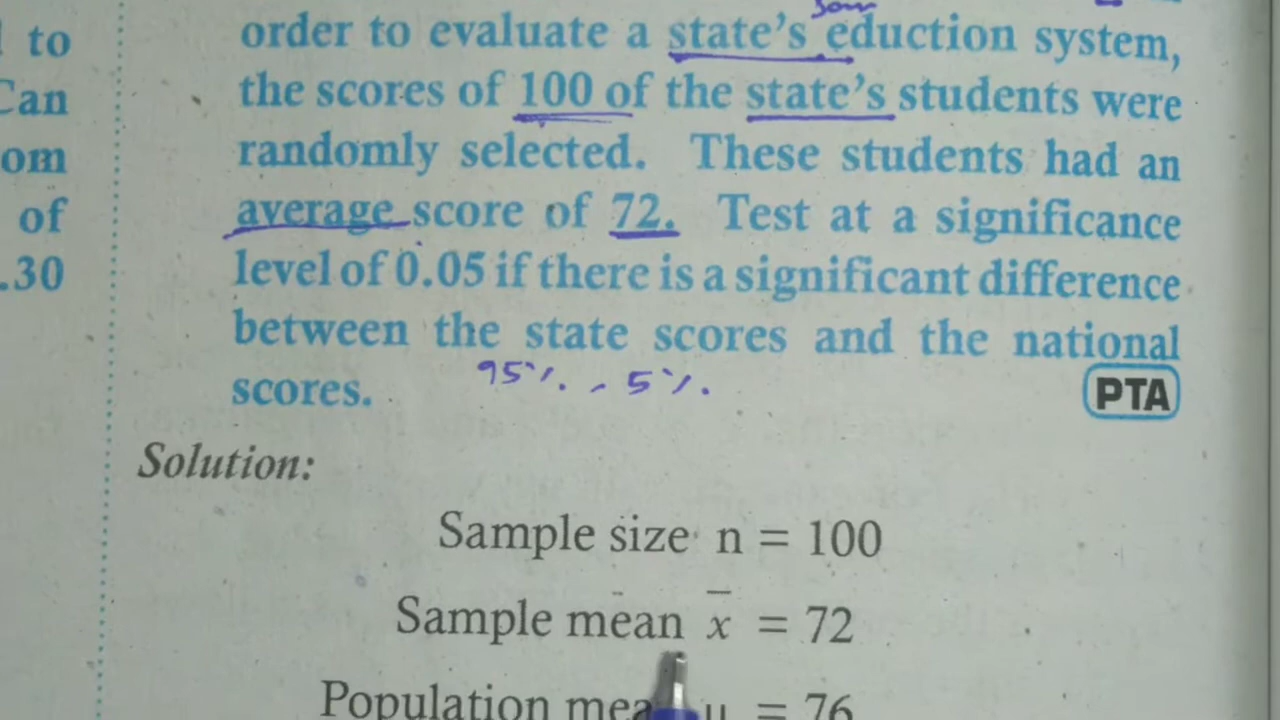 to
Can
om
of
.30
som
order to evaluate a state's eduction system,
the scores of 100 of the state's students were
randomly selected. These students had an
average score of 72. Test at a significance
level of 0.05 if there is a significant difference
between the state scores and the national
scores.
95%. - 5%.
PTA
Solution:
Sample size n = 100
Sample mean x̄ = 72
Population mea μ = 76